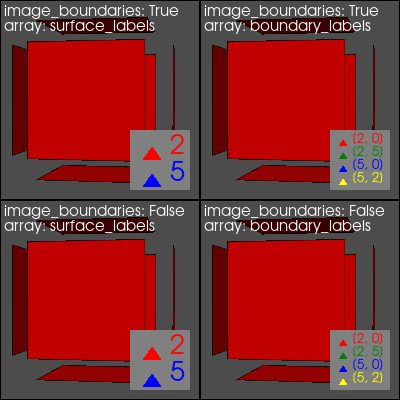 image_boundaries: True
array: surface_labels
2
5
image_boundaries: True
array: boundary_labels
(2, 0)
(2, 5)
(5, 0)
(5, 2)
image_boundaries: False
array: surface_labels
2
5
image_boundaries: False
array: boundary_labels
(2, 0)
(2, 5)
(5, 0)
(5, 2)